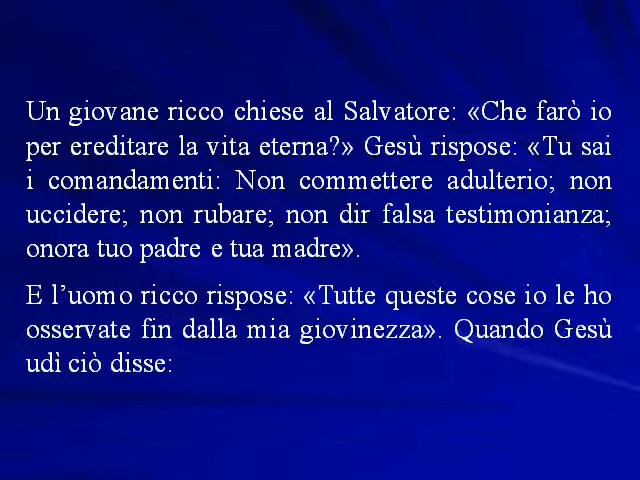 Un giovane ricco chiese al Salvatore: «Che farò io
per ereditare la vita eterna?» Gesù rispose: «Tu sai
i comandamenti: Non commettere adulterio; non
uccidere; non rubare; non dir falsa testimonianza;
onora tuo padre e tua madre».
E l’uomo ricco rispose: «Tutte queste cose io le ho
osservate fin dalla mia giovinezza». Quando Gesù
udì ciò disse: